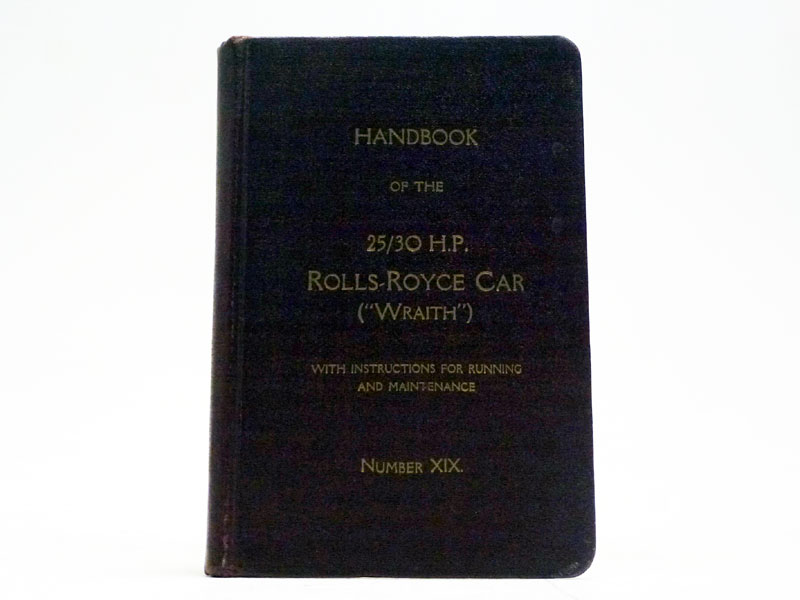 HANDBOOK
OF THE
25/30 H.P.
ROLLS-ROYCE CAR
("WRAITH")
WITH INSTRUCTIONS FOR RUNNING
AND MAINTENANCE
NUMBER XIX.